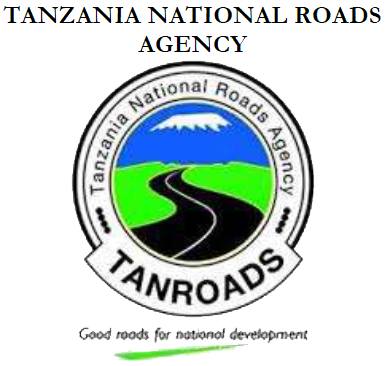 TANZANIA NATIONAL ROADS
AGENCY
Tanzania National Roads Agency
TANROADS
Good roads for national development